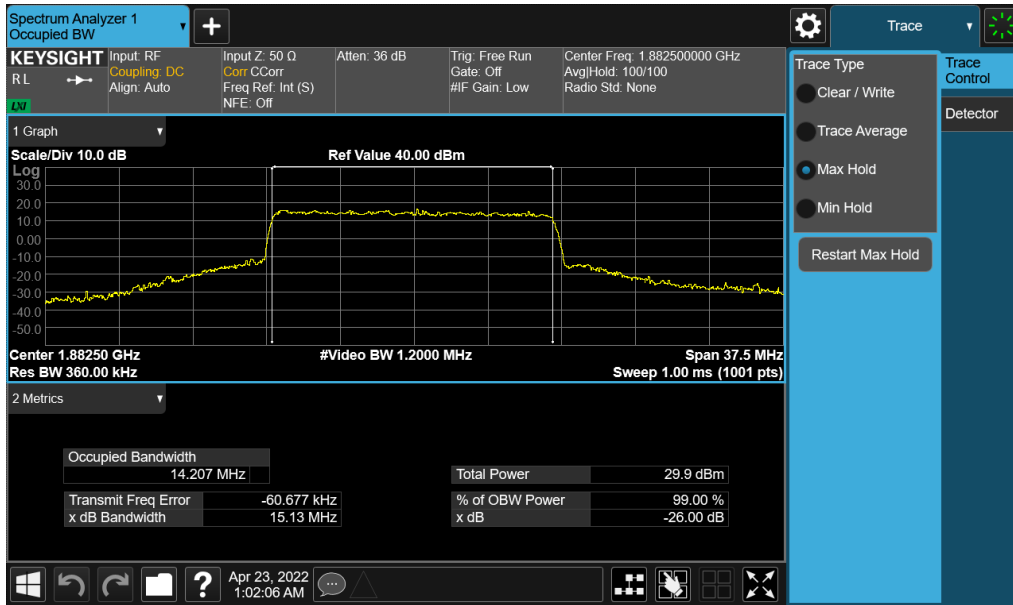 Spectrum Analyzer 1
Occupied BW
+
Trace
KEYSIGHT
R L
LXI
Input: RF
Coupling: DC
Align: Auto
Input Z: 50 Ω
Corr CCorr
Freq Ref: Int (S)
NFE: Off
Atten: 36 dB
Trig: Free Run
Gate: Off
#IF Gain: Low
Center Freq: 1.882500000 GHz
Avg|Hold: 100/100
Radio Std: None
Trace Type
Clear / Write
Trace Average
Max Hold
Min Hold
Restart Max Hold
Trace
Control
Detector
1 Graph
Scale/Div 10.0 dB Ref Value 40.00 dBm
Log
30.0
20.0
10.0
0.00
-10.0
-20.0
-30.0
-40.0
-50.0
Center 1.88250 GHz #Video BW 1.2000 MHz Span 37.5 MHz
Res BW 360.00 kHz Sweep 1.00 ms (1001 pts)
2 Metrics
Occupied Bandwidth
14.207 MHz
Total Power 29.9 dBm
Transmit Freq Error -60.677 kHz % of OBW Power 99.00 %
x dB Bandwidth 15.13 MHz x dB -26.00 dB
?
Apr 23, 2022
1:02:06 AM